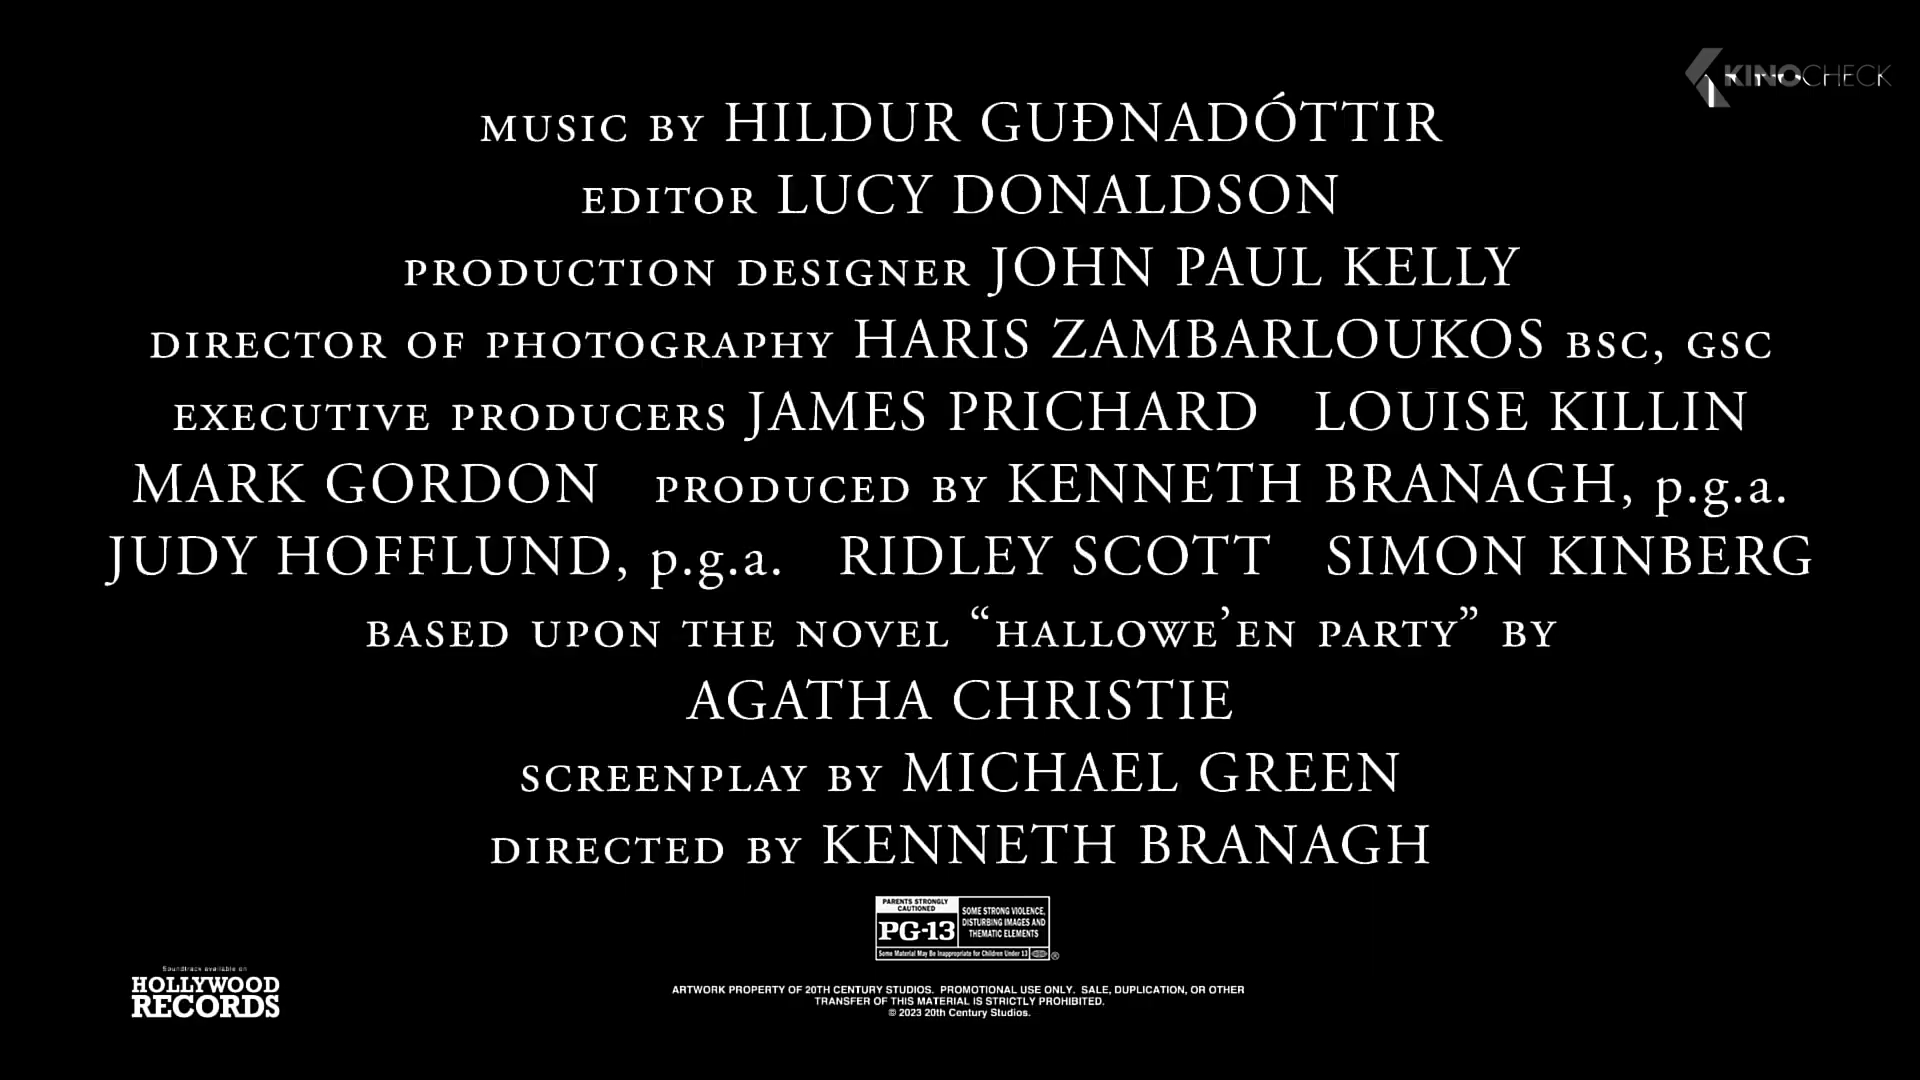 KINOCHECK
MUSIC BY HILDUR GUÐNADÓTTIR
EDITOR LUCY DONALDSON
PRODUCTION DESIGNER JOHN PAUL KELLY
DIRECTOR OF PHOTOGRAPHY HARIS ZAMBARLOUKOS BSC, GSC
EXECUTIVE PRODUCERS JAMES PRICHARD LOUISE KILLIN
MARK GORDON PRODUCED BY KENNETH BRANAGH, p.g.a.
JUDY HOFFLUND, p.g.a. RIDLEY SCOTT SIMON KINBERG
BASED UPON THE NOVEL “HALLOWE’EN PARTY” BY
AGATHA CHRISTIE
SCREENPLAY BY MICHAEL GREEN
DIRECTED BY KENNETH BRANAGH
PARENTS STRONGLY CAUTIONED
PG-13
SOME STRONG VIOLENCE,
DISTURBING IMAGES AND
THEMATIC ELEMENTS
Some Material May Be Inappropriate for Children Under 13
®
Soundtrack available on
HOLLYWOOD
RECORDS
ARTWORK PROPERTY OF 20TH CENTURY STUDIOS. PROMOTIONAL USE ONLY. SALE, DUPLICATION, OR OTHER
TRANSFER OF THIS MATERIAL IS STRICTLY PROHIBITED.
© 2023 20th Century Studios.